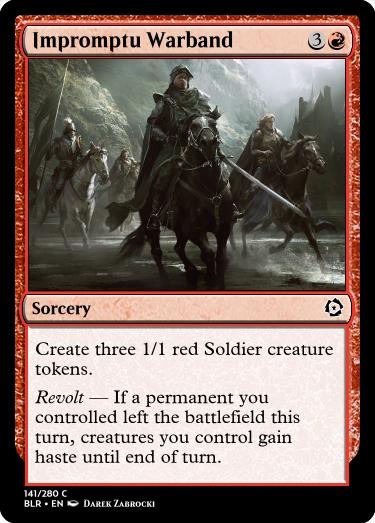 Impromptu Warband 3
Sorcery
Create three 1/1 red Soldier creature
tokens.
Revolt — If a permanent you
controlled left the battlefield this
turn, creatures you control gain
haste until end of turn.
141/280 C
BLR • EN Darek Zabrocki